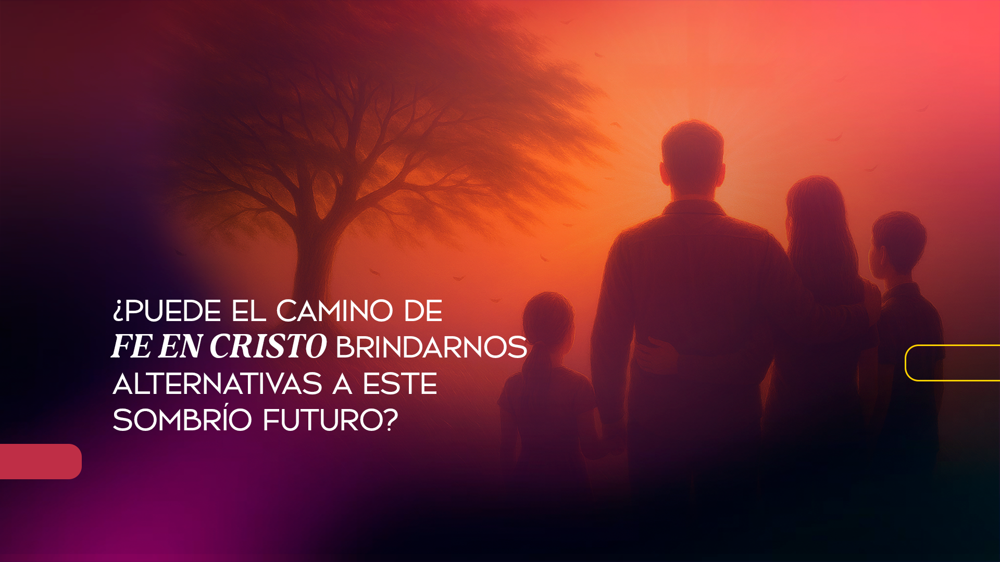 ¿PUEDE EL CAMINO DE
FE EN CRISTO BRINDARNOS
ALTERNATIVAS A ESTE
SOMBRÍO FUTURO?